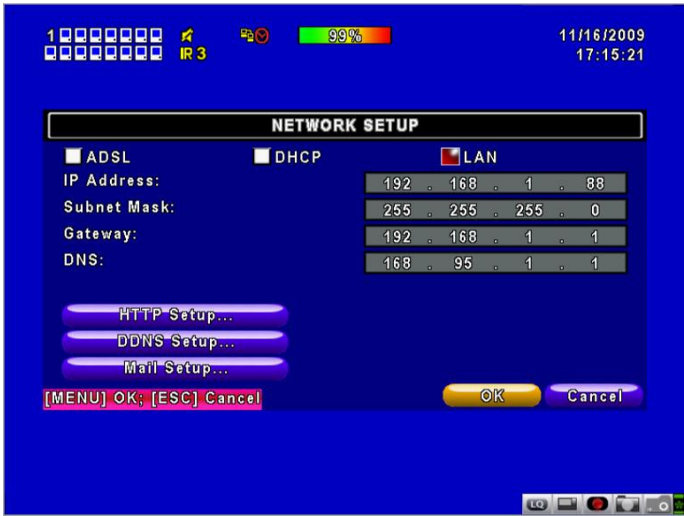 1 99% 11/16/2009
IR 3 17:15:21
NETWORK SETUP
ADSL DHCP LAN
IP Address: 192 . 168 . 1 . 88
Subnet Mask: 255 . 255 . 255 . 0
Gateway: 192 . 168 . 1 . 1
DNS: 168 . 95 . 1 . 1
HTTP Setup...
DDNS Setup...
Mail Setup...
[MENU] OK; [ESC] Cancel OK Cancel
LQ